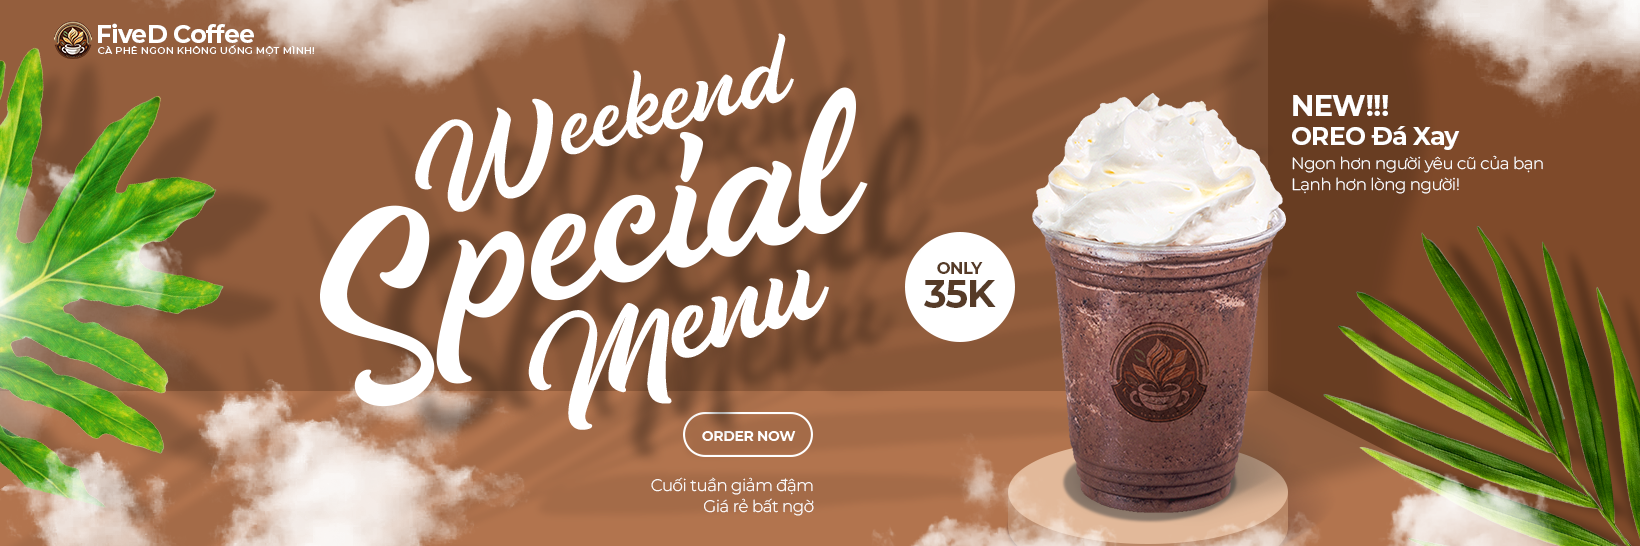 FiveD Coffee
CÀ PHÊ NGON KHÔNG UỐNG MỘT MÌNH!
Weekend
Special
Menu
ORDER NOW
Cuối tuần giảm đậm
Giá rẻ bất ngờ
ONLY
35K
NEW!!!
OREO Đá Xay
Ngon hơn người yêu cũ của bạn
Lạnh hơn lòng người!